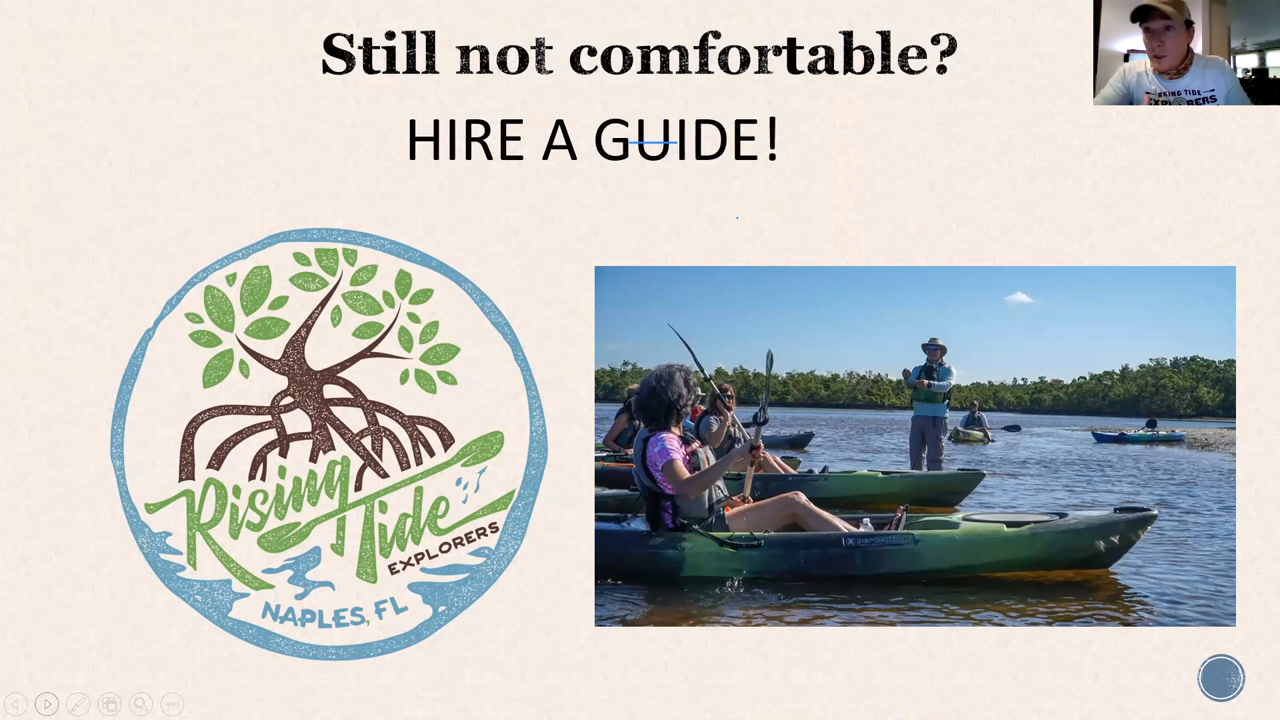 Still not comfortable?
HIRE A GUIDE!
RISING TIDE
EXPLORERS
Rising
Tide
EXPLORERS
NAPLES, FL